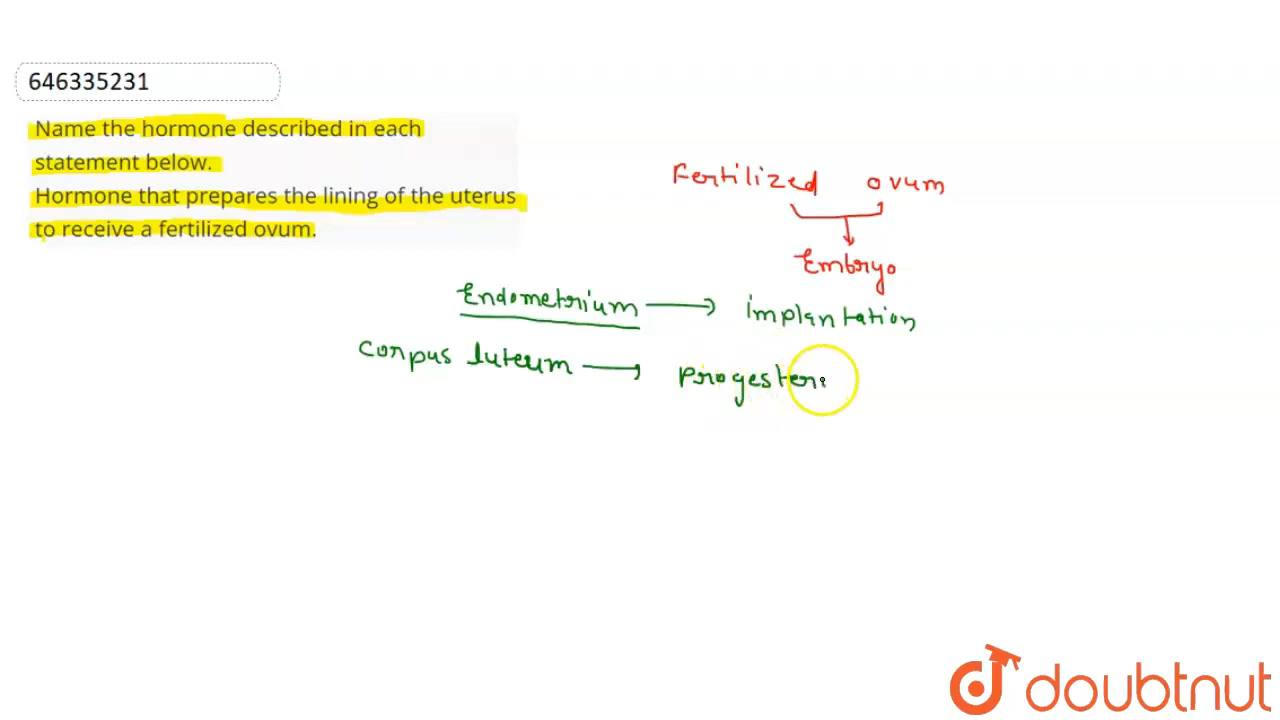 646335231
Name the hormone described in each
statement below.
Hormone that prepares the lining of the uterus
to receive a fertilized ovum.
Fertilized ovum
Embryo
Endometrium → implantation
Corpus luteum → Progester
doubtnut